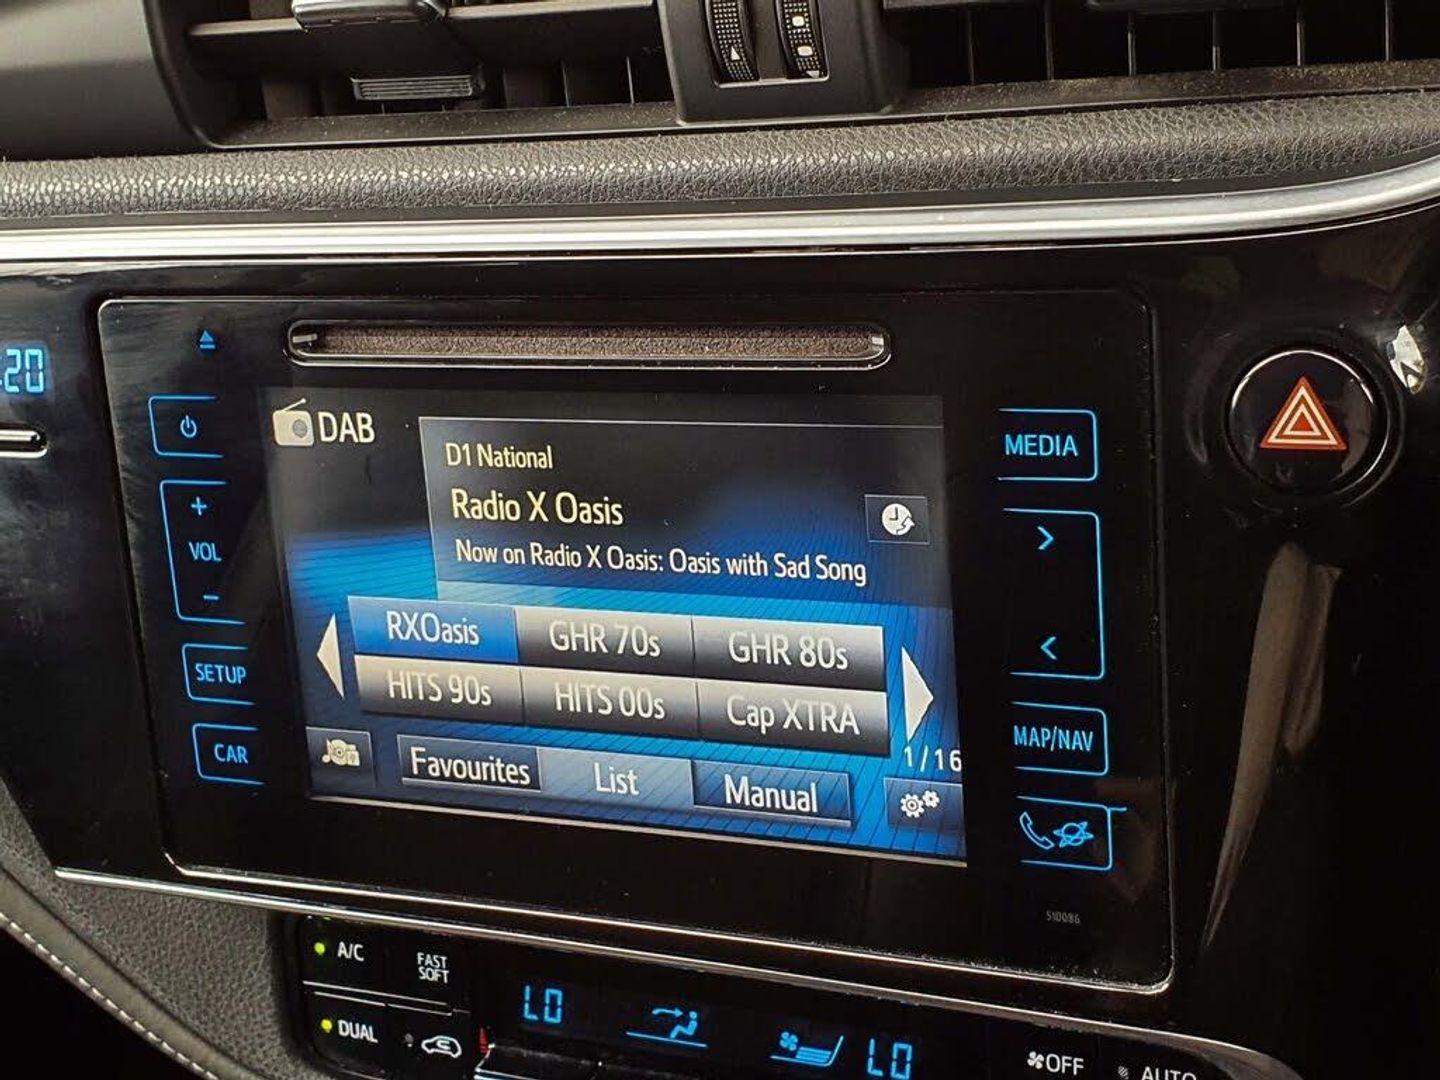 20
DAB
D1 National
Radio X Oasis
Now on Radio X Oasis: Oasis with Sad Song
RXOasis GHR 70s GHR 80s
HITS 90s HITS 00s Cap XTRA
1/16
Favourites List Manual
+
VOL
-
SETUP
CAR
MEDIA
>
<
MAP/NAV
510086
A/C
FAST
SOFT
DUAL
LO
LO
OFF
AUTO